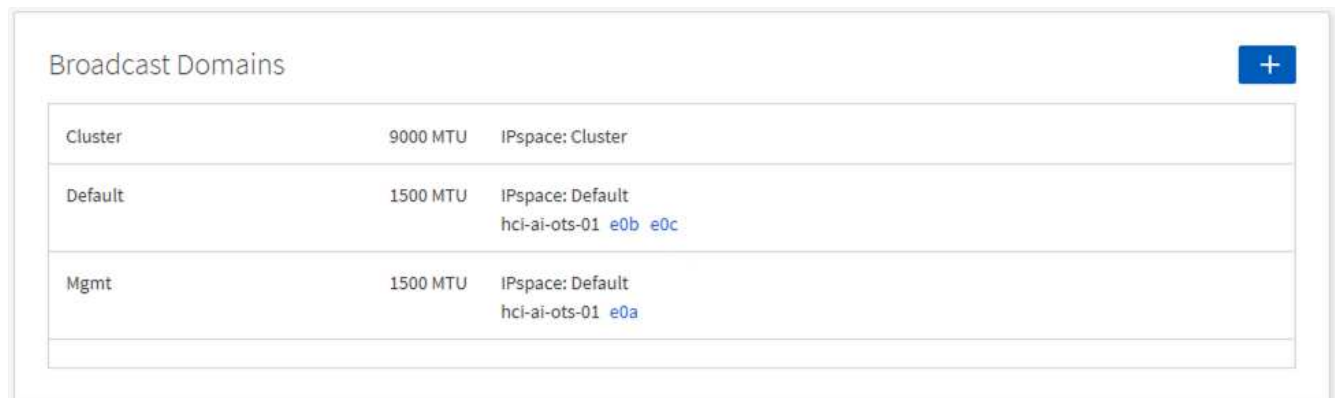 Broadcast Domains
+
Cluster 9000 MTU IPspace: Cluster
Default 1500 MTU IPspace: Default
hci-ai-ots-01 e0b e0c
Mgmt 1500 MTU IPspace: Default
hci-ai-ots-01 e0a